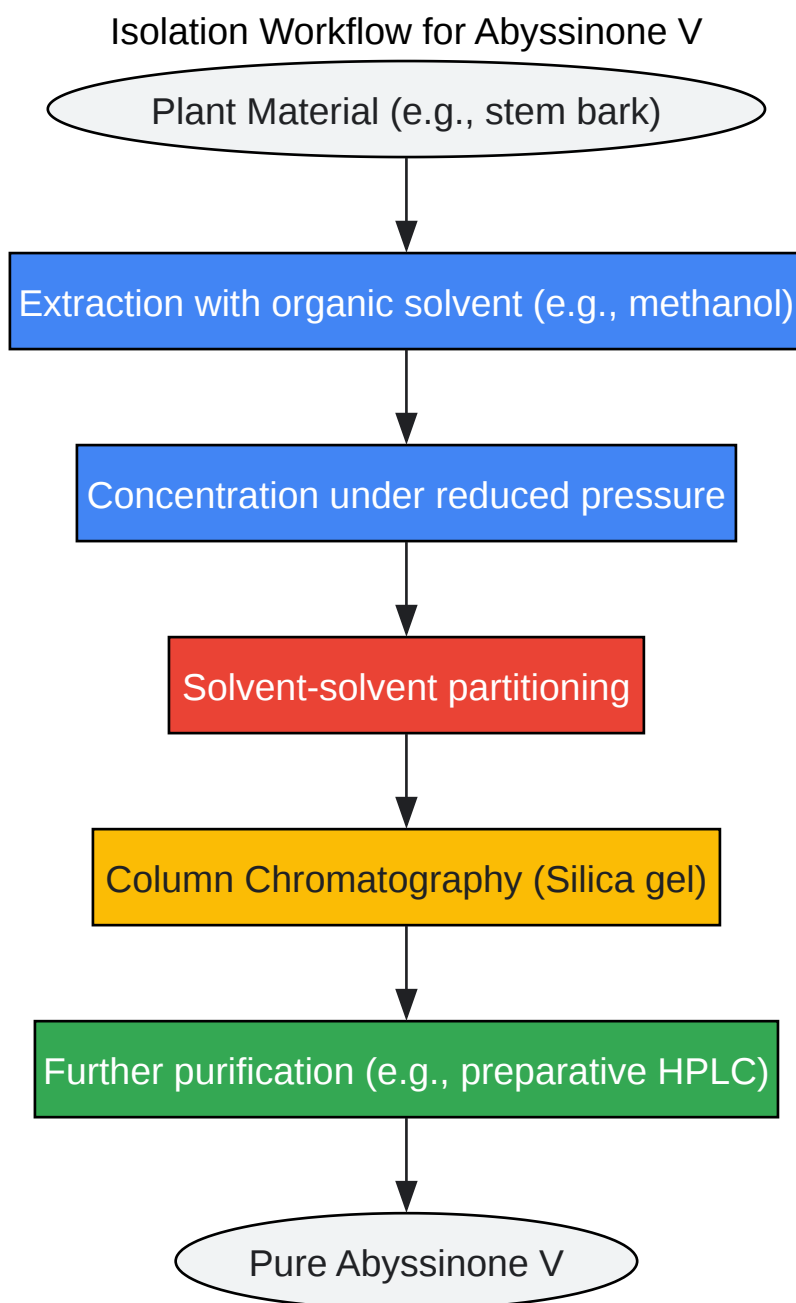 Isolation Workflow for Abyssinone V
Plant Material (e.g., stem bark)
Extraction with organic solvent (e.g., methanol)
Concentration under reduced pressure
Solvent-solvent partitioning
Column Chromatography (Silica gel)
Further purification (e.g., preparative HPLC)
Pure Abyssinone V